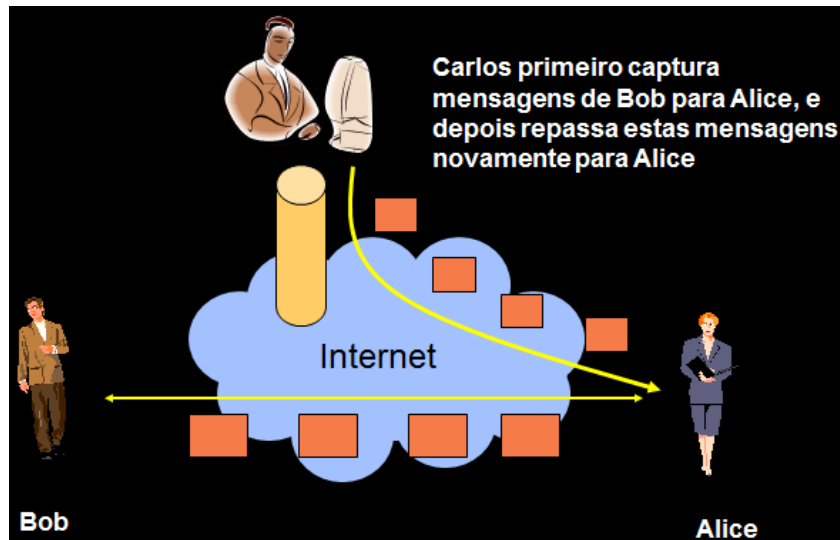 Carlos primeiro captura
mensagens de Bob para Alice, e
depois repassa estas mensagens
novamente para Alice
Internet
Bob
Alice